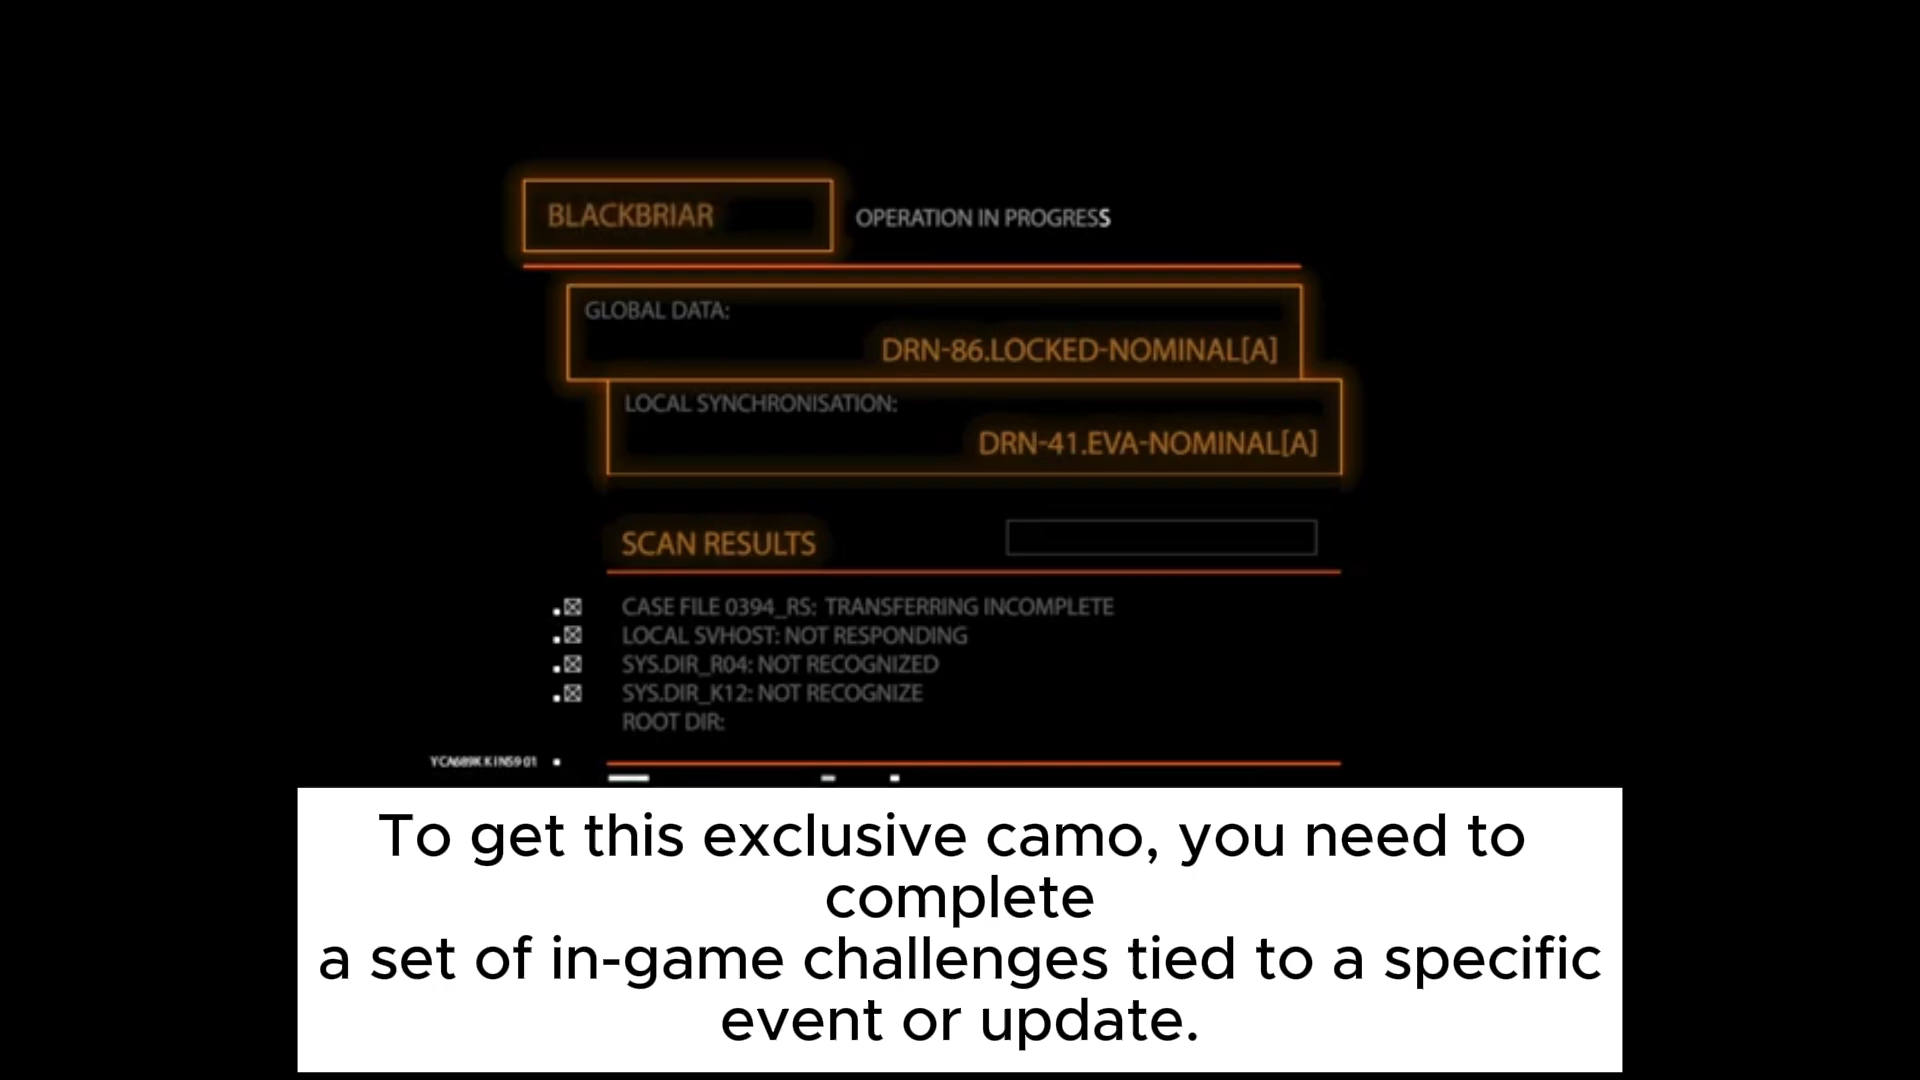 BLACKBRIAR OPERATION IN PROGRESS
GLOBAL DATA:
DRN-86.LOCKED-NOMINAL[A]
LOCAL SYNCHRONISATION:
DRN-41.EVA-NOMINAL[A]
SCAN RESULTS
CASE FILE 0394_RS: TRANSFERRING INCOMPLETE
LOCAL SVHOST: NOT RESPONDING
SYS.DIR_R04: NOT RECOGNIZED
SYS.DIR_K12: NOT RECOGNIZE
ROOT DIR:
To get this exclusive camo, you need to
complete
a set of in-game challenges tied to a specific
event or update.